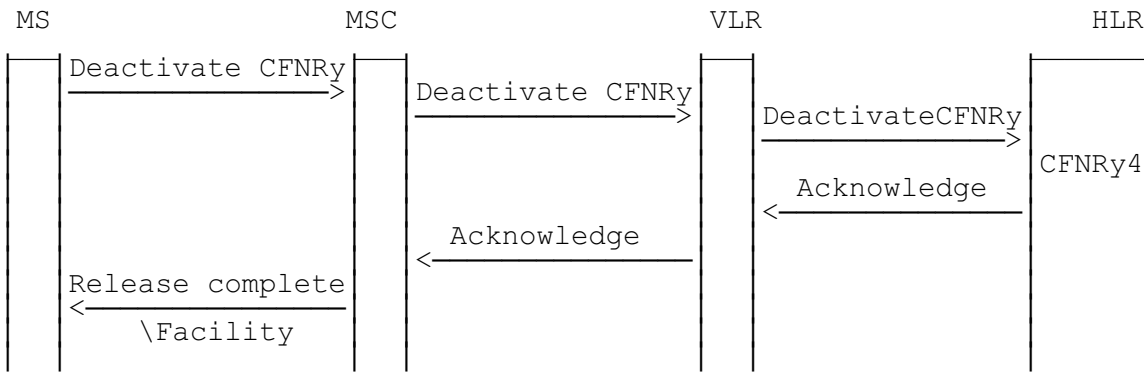 MS MSC VLR HLR
Deactivate CFNRy
Deactivate CFNRy
DeactivateCFNRy
CFNRy4
Acknowledge
Acknowledge
Release complete
\Facility